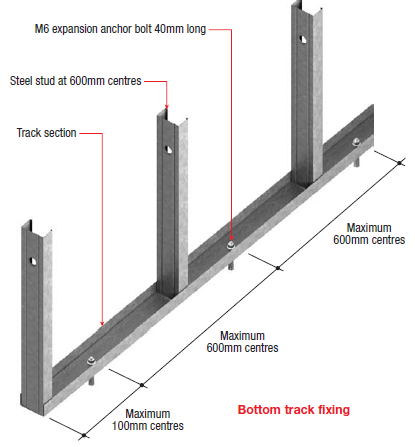 M6 expansion anchor bolt 40mm long
Steel stud at 600mm centres
Track section
Maximum
600mm centres
Maximum
600mm centres
Maximum
100mm centres
Bottom track fixing